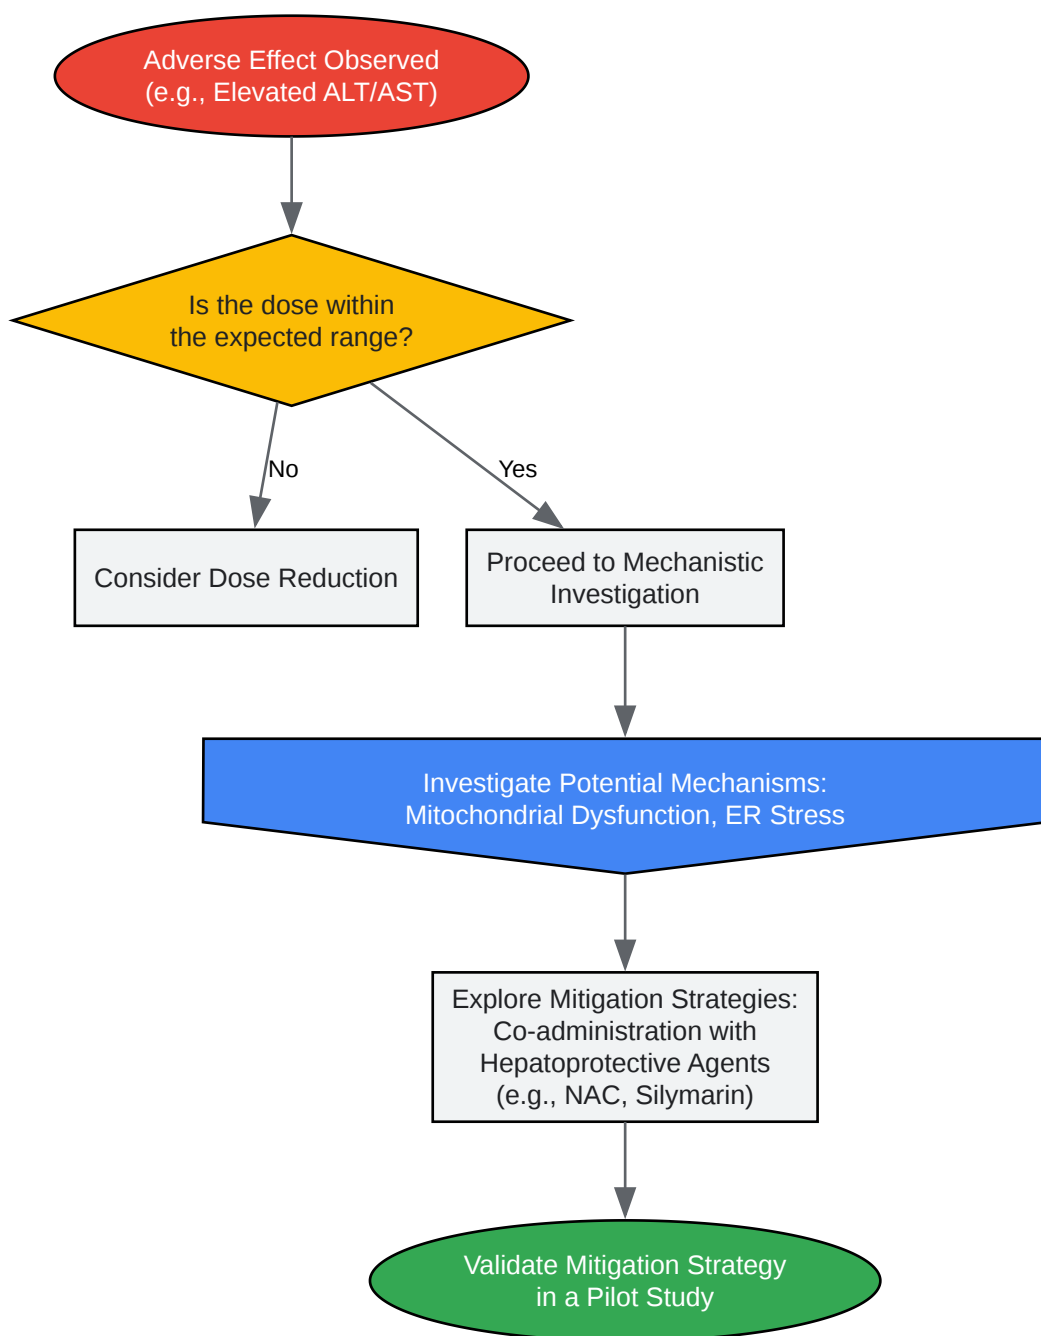 Adverse Effect Observed
(e.g., Elevated ALT/AST)
Is the dose within
the expected range?
No
Yes
Consider Dose Reduction
Proceed to Mechanistic
Investigation
Investigate Potential Mechanisms:
Mitochondrial Dysfunction, ER Stress
Explore Mitigation Strategies:
Co-administration with
Hepatoprotective Agents
(e.g., NAC, Silymarin)
Validate Mitigation Strategy
in a Pilot Study